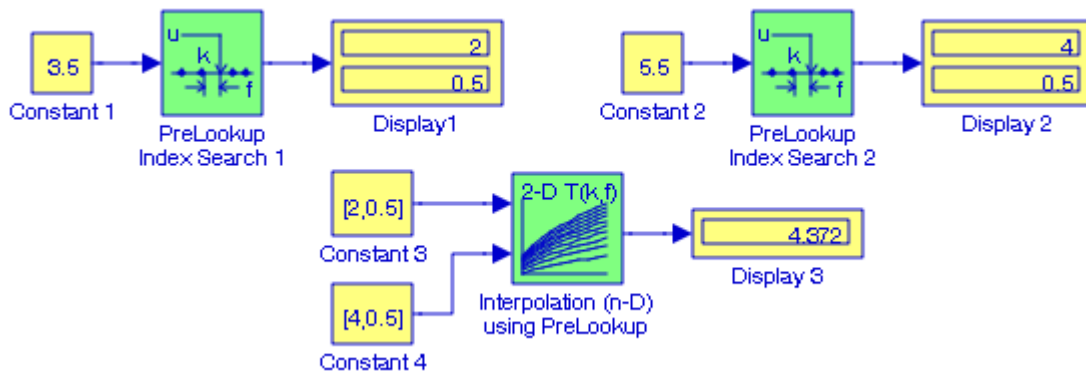 3.5
Constant 1
u
k
f
PreLookup
Index Search 1
2
0.5
Display1
5.5
Constant 2
u
k
f
PreLookup
Index Search 2
4
0.5
Display 2
[2,0.5]
Constant 3
[4,0.5]
Constant 4
2-D T(k,f)
Interpolation (n-D)
using PreLookup
4.372
Display 3